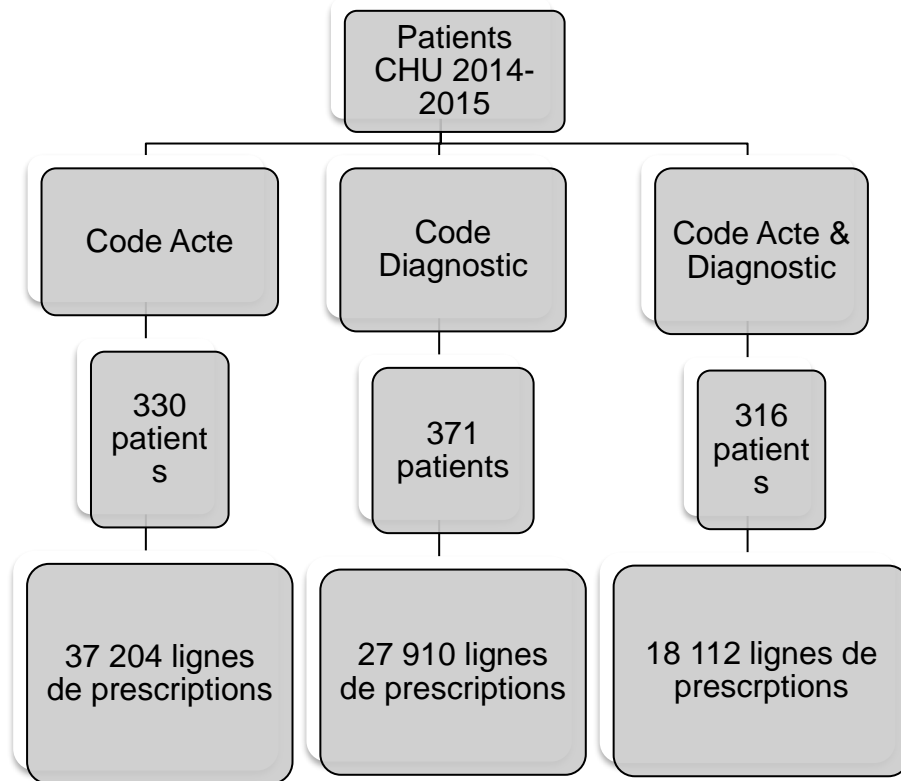 Patients
CHU 2014-
2015
Code Acte
Code
Diagnostic
Code Acte &
Diagnostic
330
patient
s
371
patients
316
patient
s
37 204 lignes
de prescriptions
27 910 lignes
de prescriptions
18 112 lignes de
prescrptions